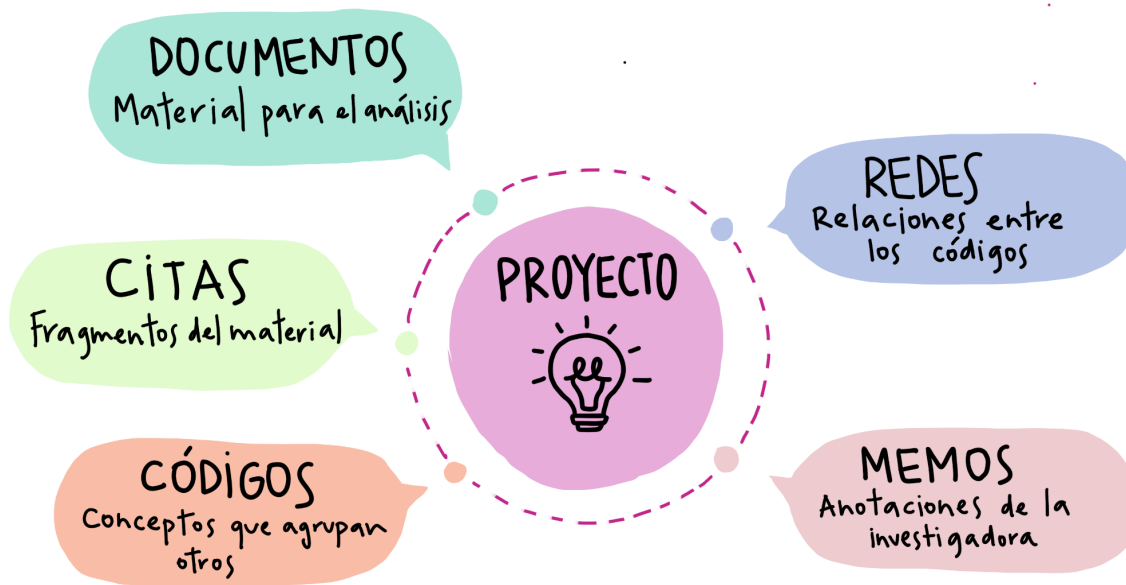 DOCUMENTOS
Material para el análisis
CiTAS
Fragmentos del material
CÓDiGOS
Conceptos que agrupan
otros
PROYECTO
REDES
Relaciones entre
los códigos
MEMOS
Anotaciones de la
investigadora